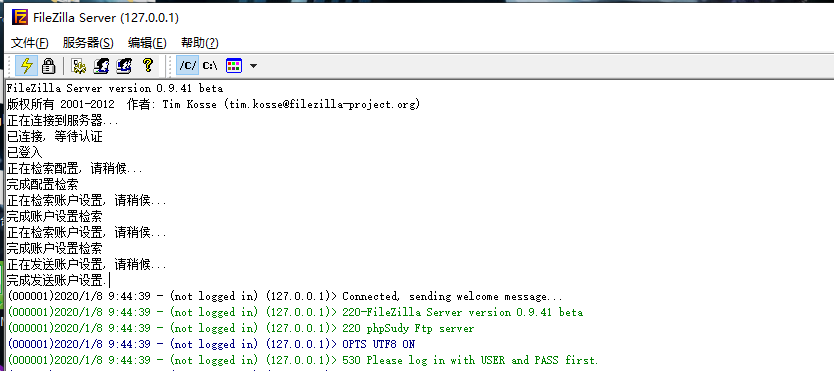 FileZilla Server (127.0.0.1)
文件(F) 服务器(S) 编辑(E) 帮助(?)
/C/ C:\
FileZilla Server version 0.9.41 beta
版权所有 2001-2012 作者: Tim Kosse (tim.kosse@filezilla-project.org)
正在连接到服务器...
已连接, 等待认证
已登入
正在检索配置, 请稍候...
完成配置检索
正在检索账户设置, 请稍侯...
完成账户设置检索
正在检索账户设置, 请稍侯...
完成账户设置检索
正在发送账户设置, 请稍候...
完成发送账户设置.
(000001)2020/1/8 9:44:39 - (not logged in) (127.0.0.1)> Connected, sending welcome message...
(000001)2020/1/8 9:44:39 - (not logged in) (127.0.0.1)> 220-FileZilla Server version 0.9.41 beta
(000001)2020/1/8 9:44:39 - (not logged in) (127.0.0.1)> 220 phpSudy Ftp server
(000001)2020/1/8 9:44:39 - (not logged in) (127.0.0.1)> OPTS UTF8 ON
(000001)2020/1/8 9:44:39 - (not logged in) (127.0.0.1)> 530 Please log in with USER and PASS first.